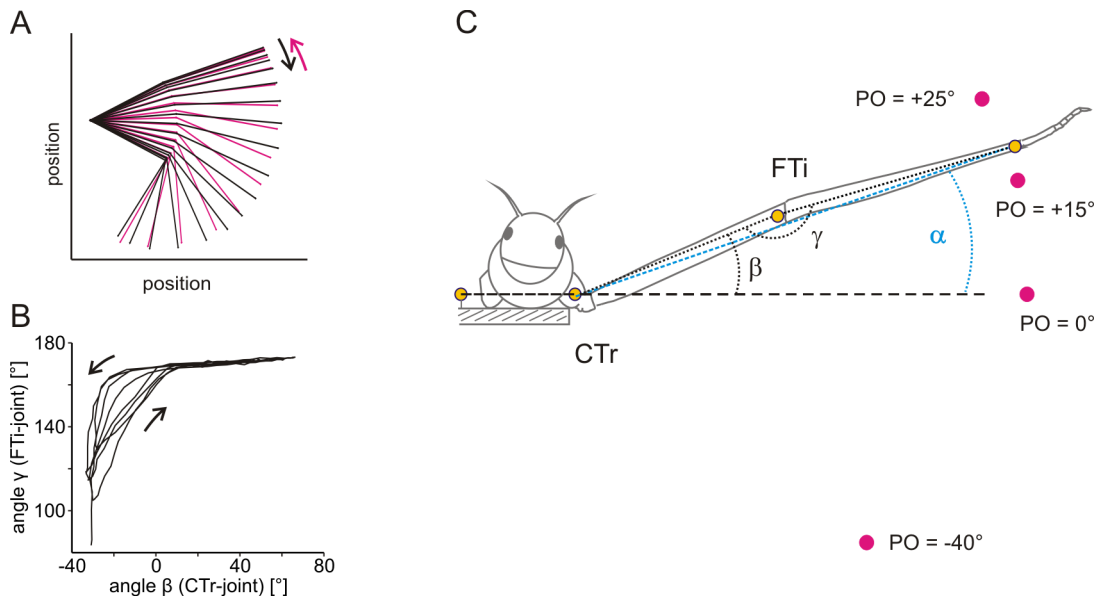 A
position
position
B
180
140
100
-40
0
40
80
angle γ (FTi-joint) [°]
angle β (CTr-joint) [°]
C
PO = +25°
FTi
PO = +15°
α
γ
β
PO = 0°
CTr
PO = -40°